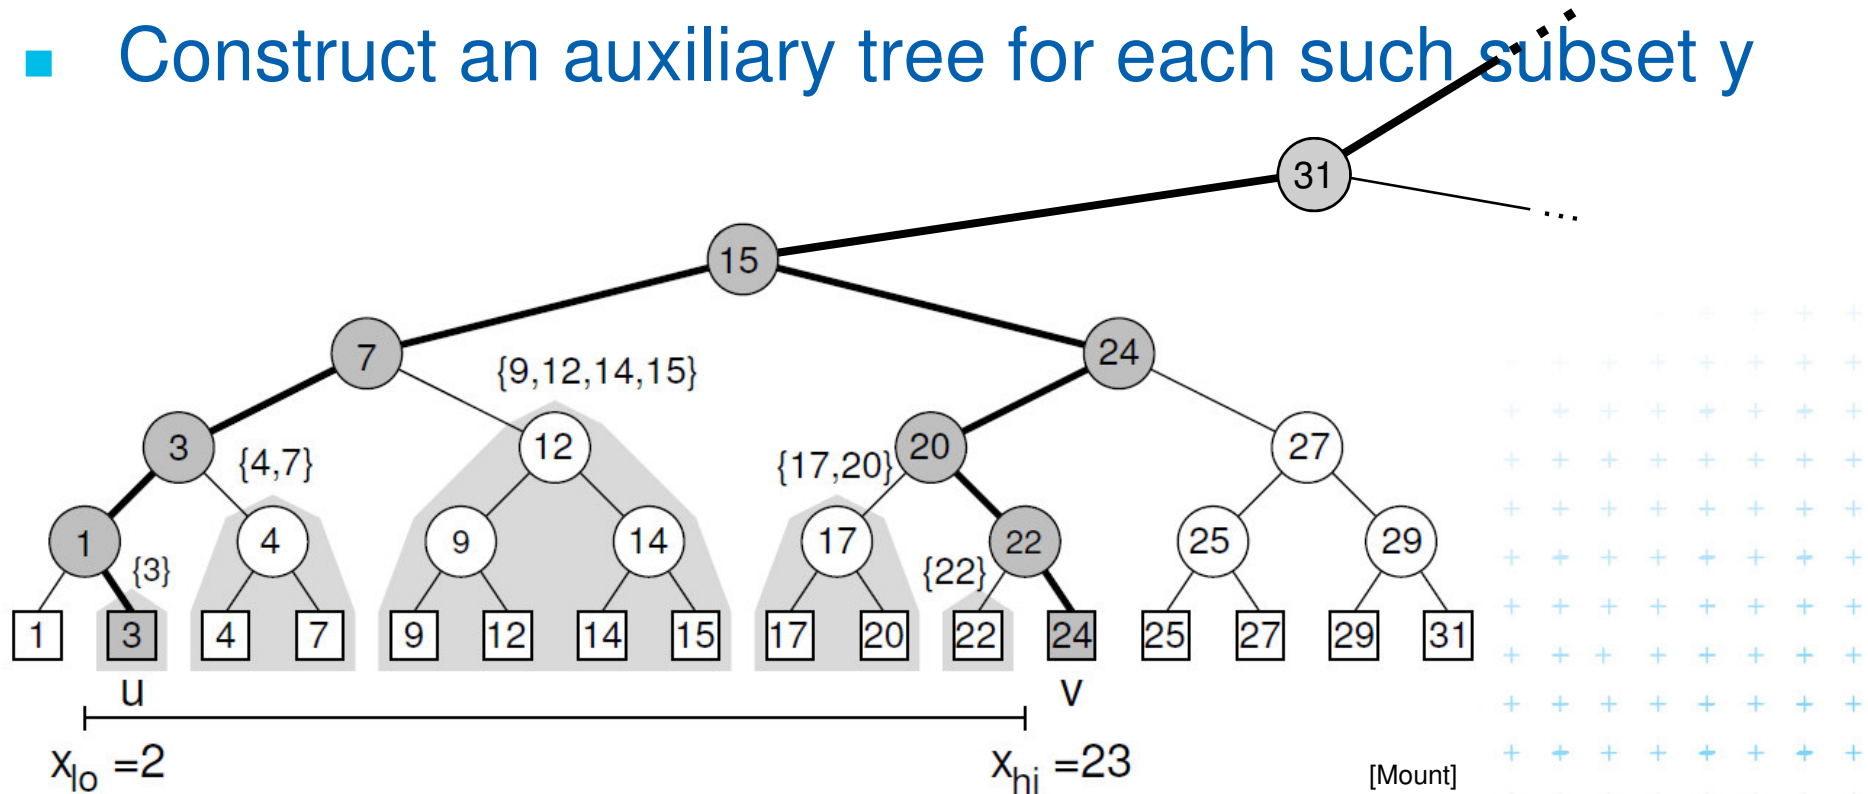 Construct an auxiliary tree for each such subset y
31
15
7 24
{9,12,14,15}
3 12 20 27
{4,7} {17,20}
1 4 9 14 17 22 25 29
{3} {22}
1 3 4 7 9 12 14 15 17 20 22 24 25 27 29 31
u v
xlo =2 xhi =23
[Mount]